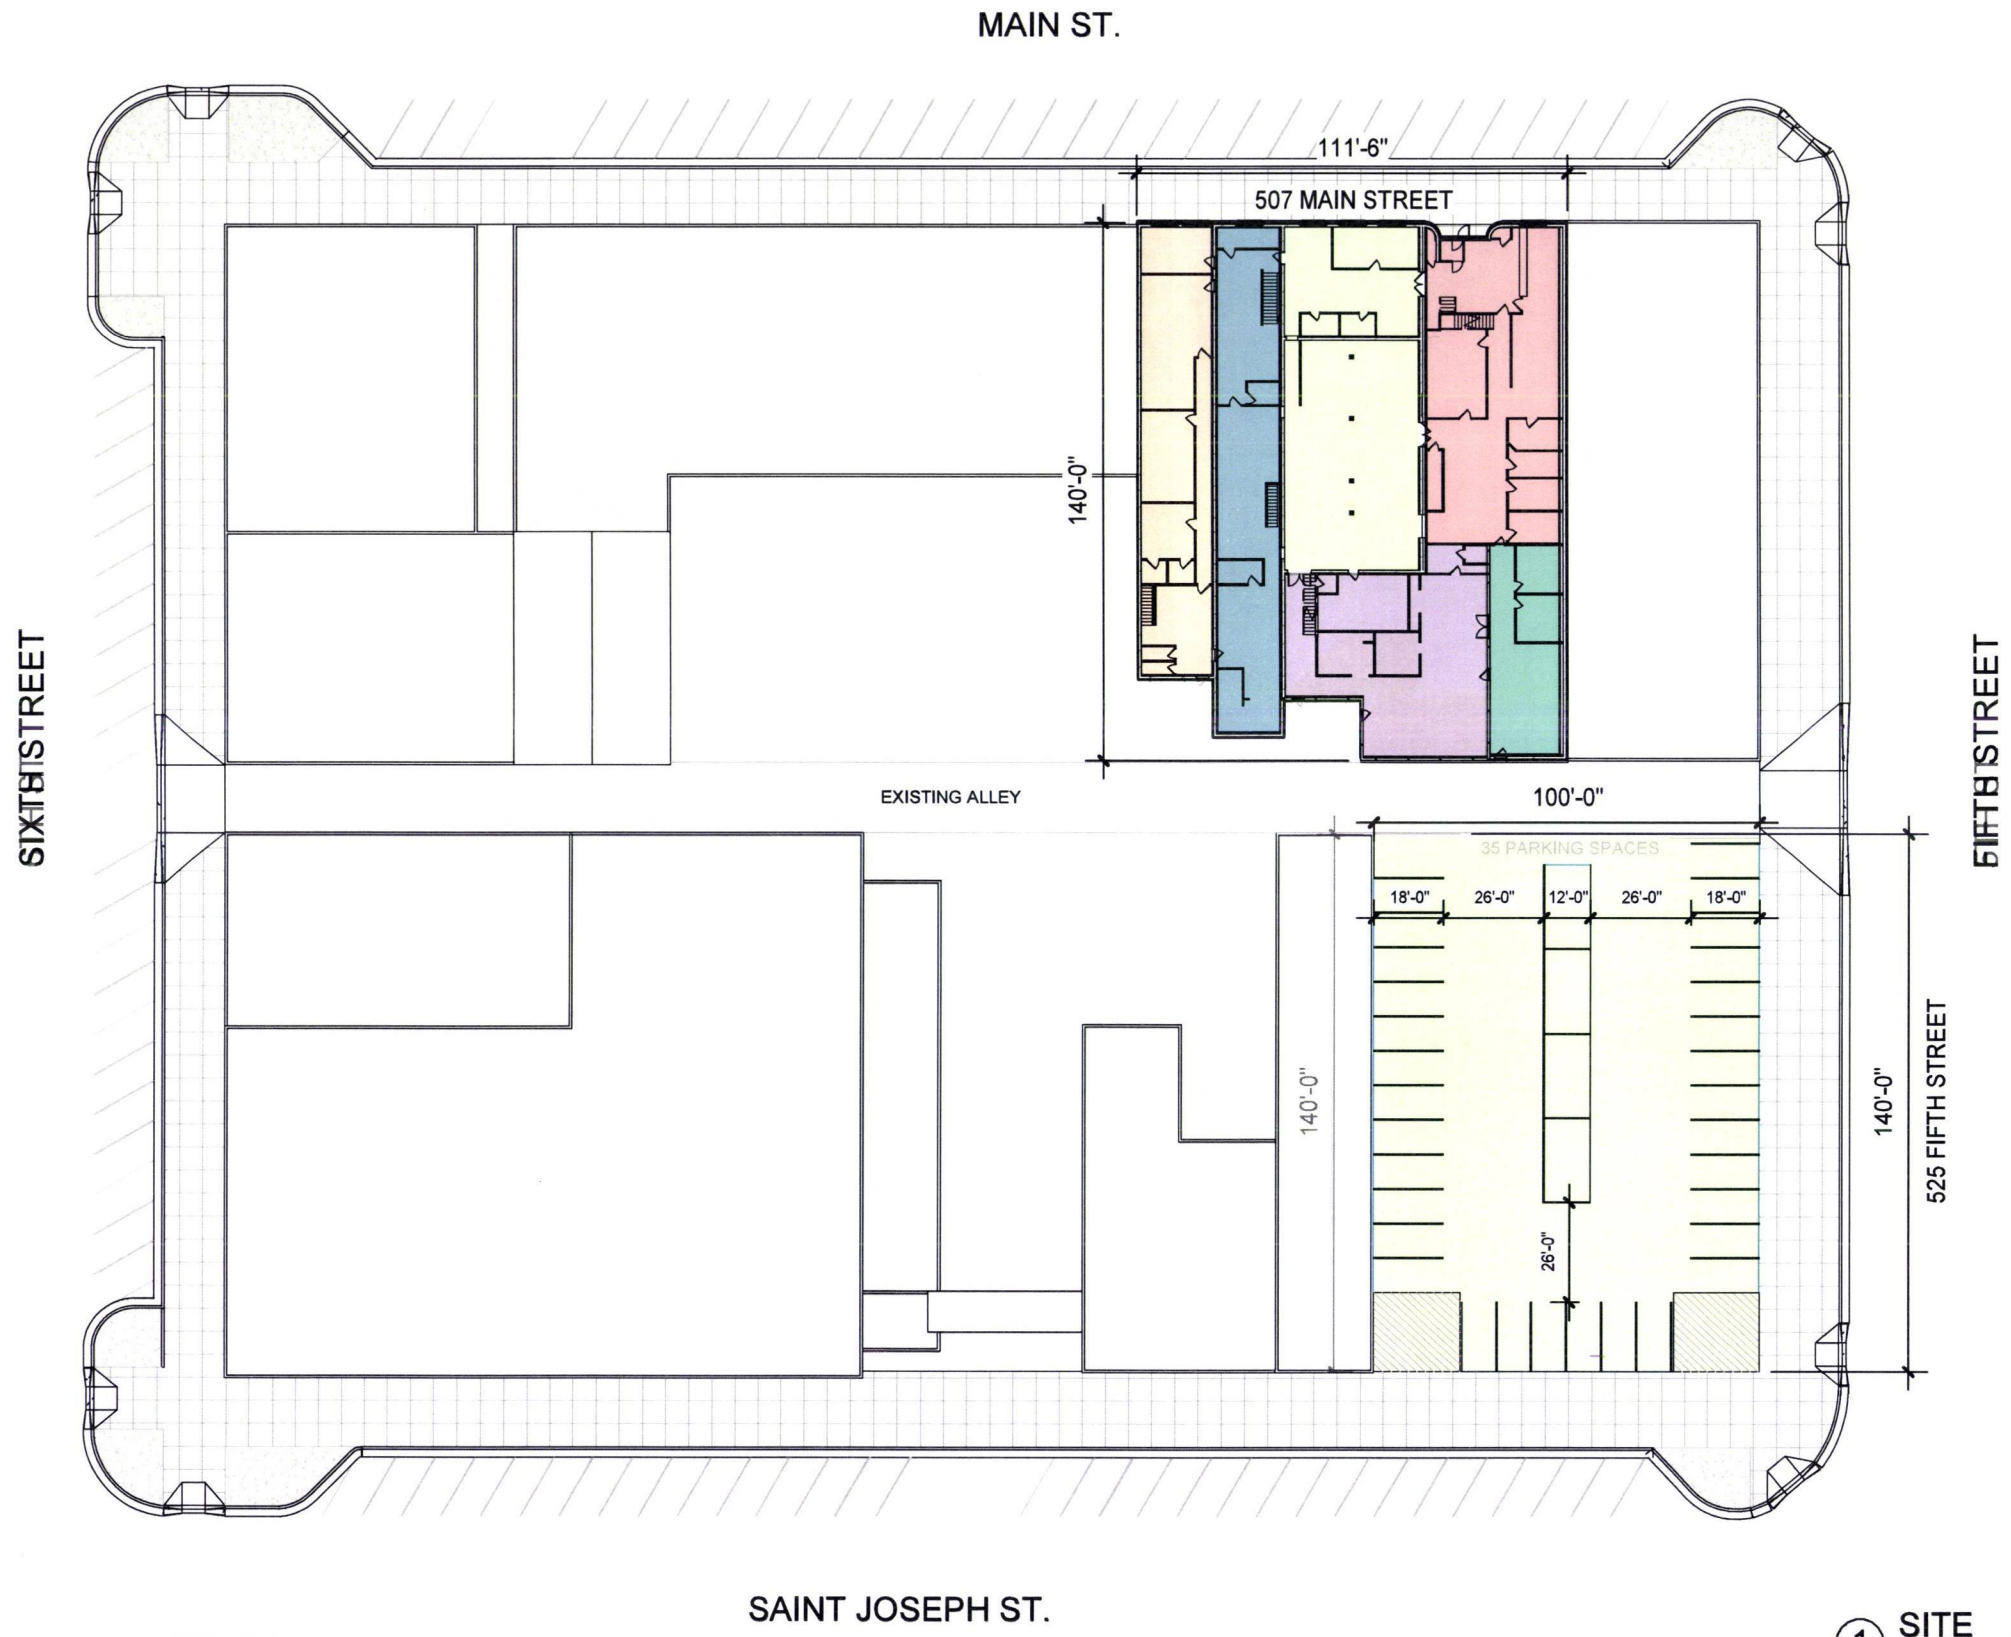 MAIN ST.
111'-6"
507 MAIN STREET
140'-0"
SIXTH STREET
FIFTH STREET
EXISTING ALLEY
100'-0"
35 PARKING SPACES
18'-0"
26'-0"
12'-0"
26'-0"
18'-0"
140'-0"
140'-0"
525 FIFTH STREET
26'-0"
SAINT JOSEPH ST.
1
SITE